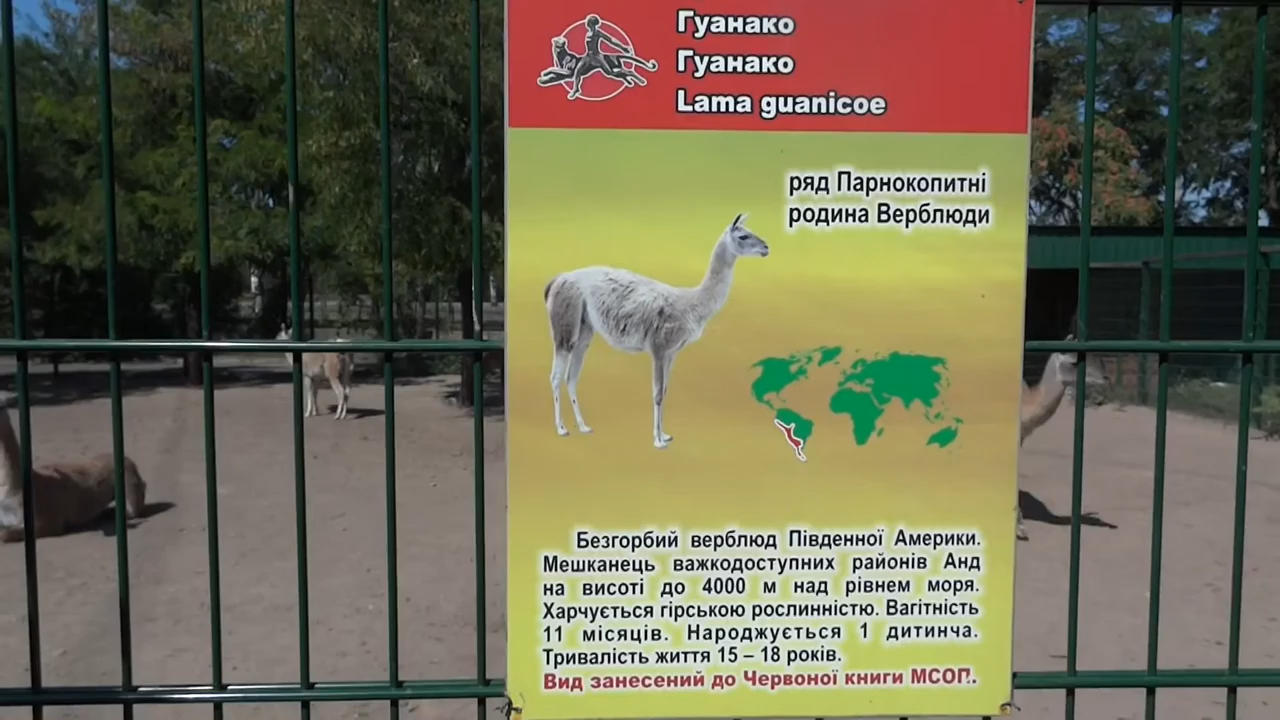 Гуанако
Гуанако
Lama guanicoe
ряд Парнокопитні
родина Верблюди
Безгорбий верблюд Південної Америки.
Мешканець важкодоступних районів Анд
на висоті до 4000 м над рівнем моря.
Харчується гірською рослинністю. Вагітність
11 місяців. Народжується 1 дитинча.
Тривалість життя 15 – 18 років.
Вид занесений до Червоної книги МСОП.